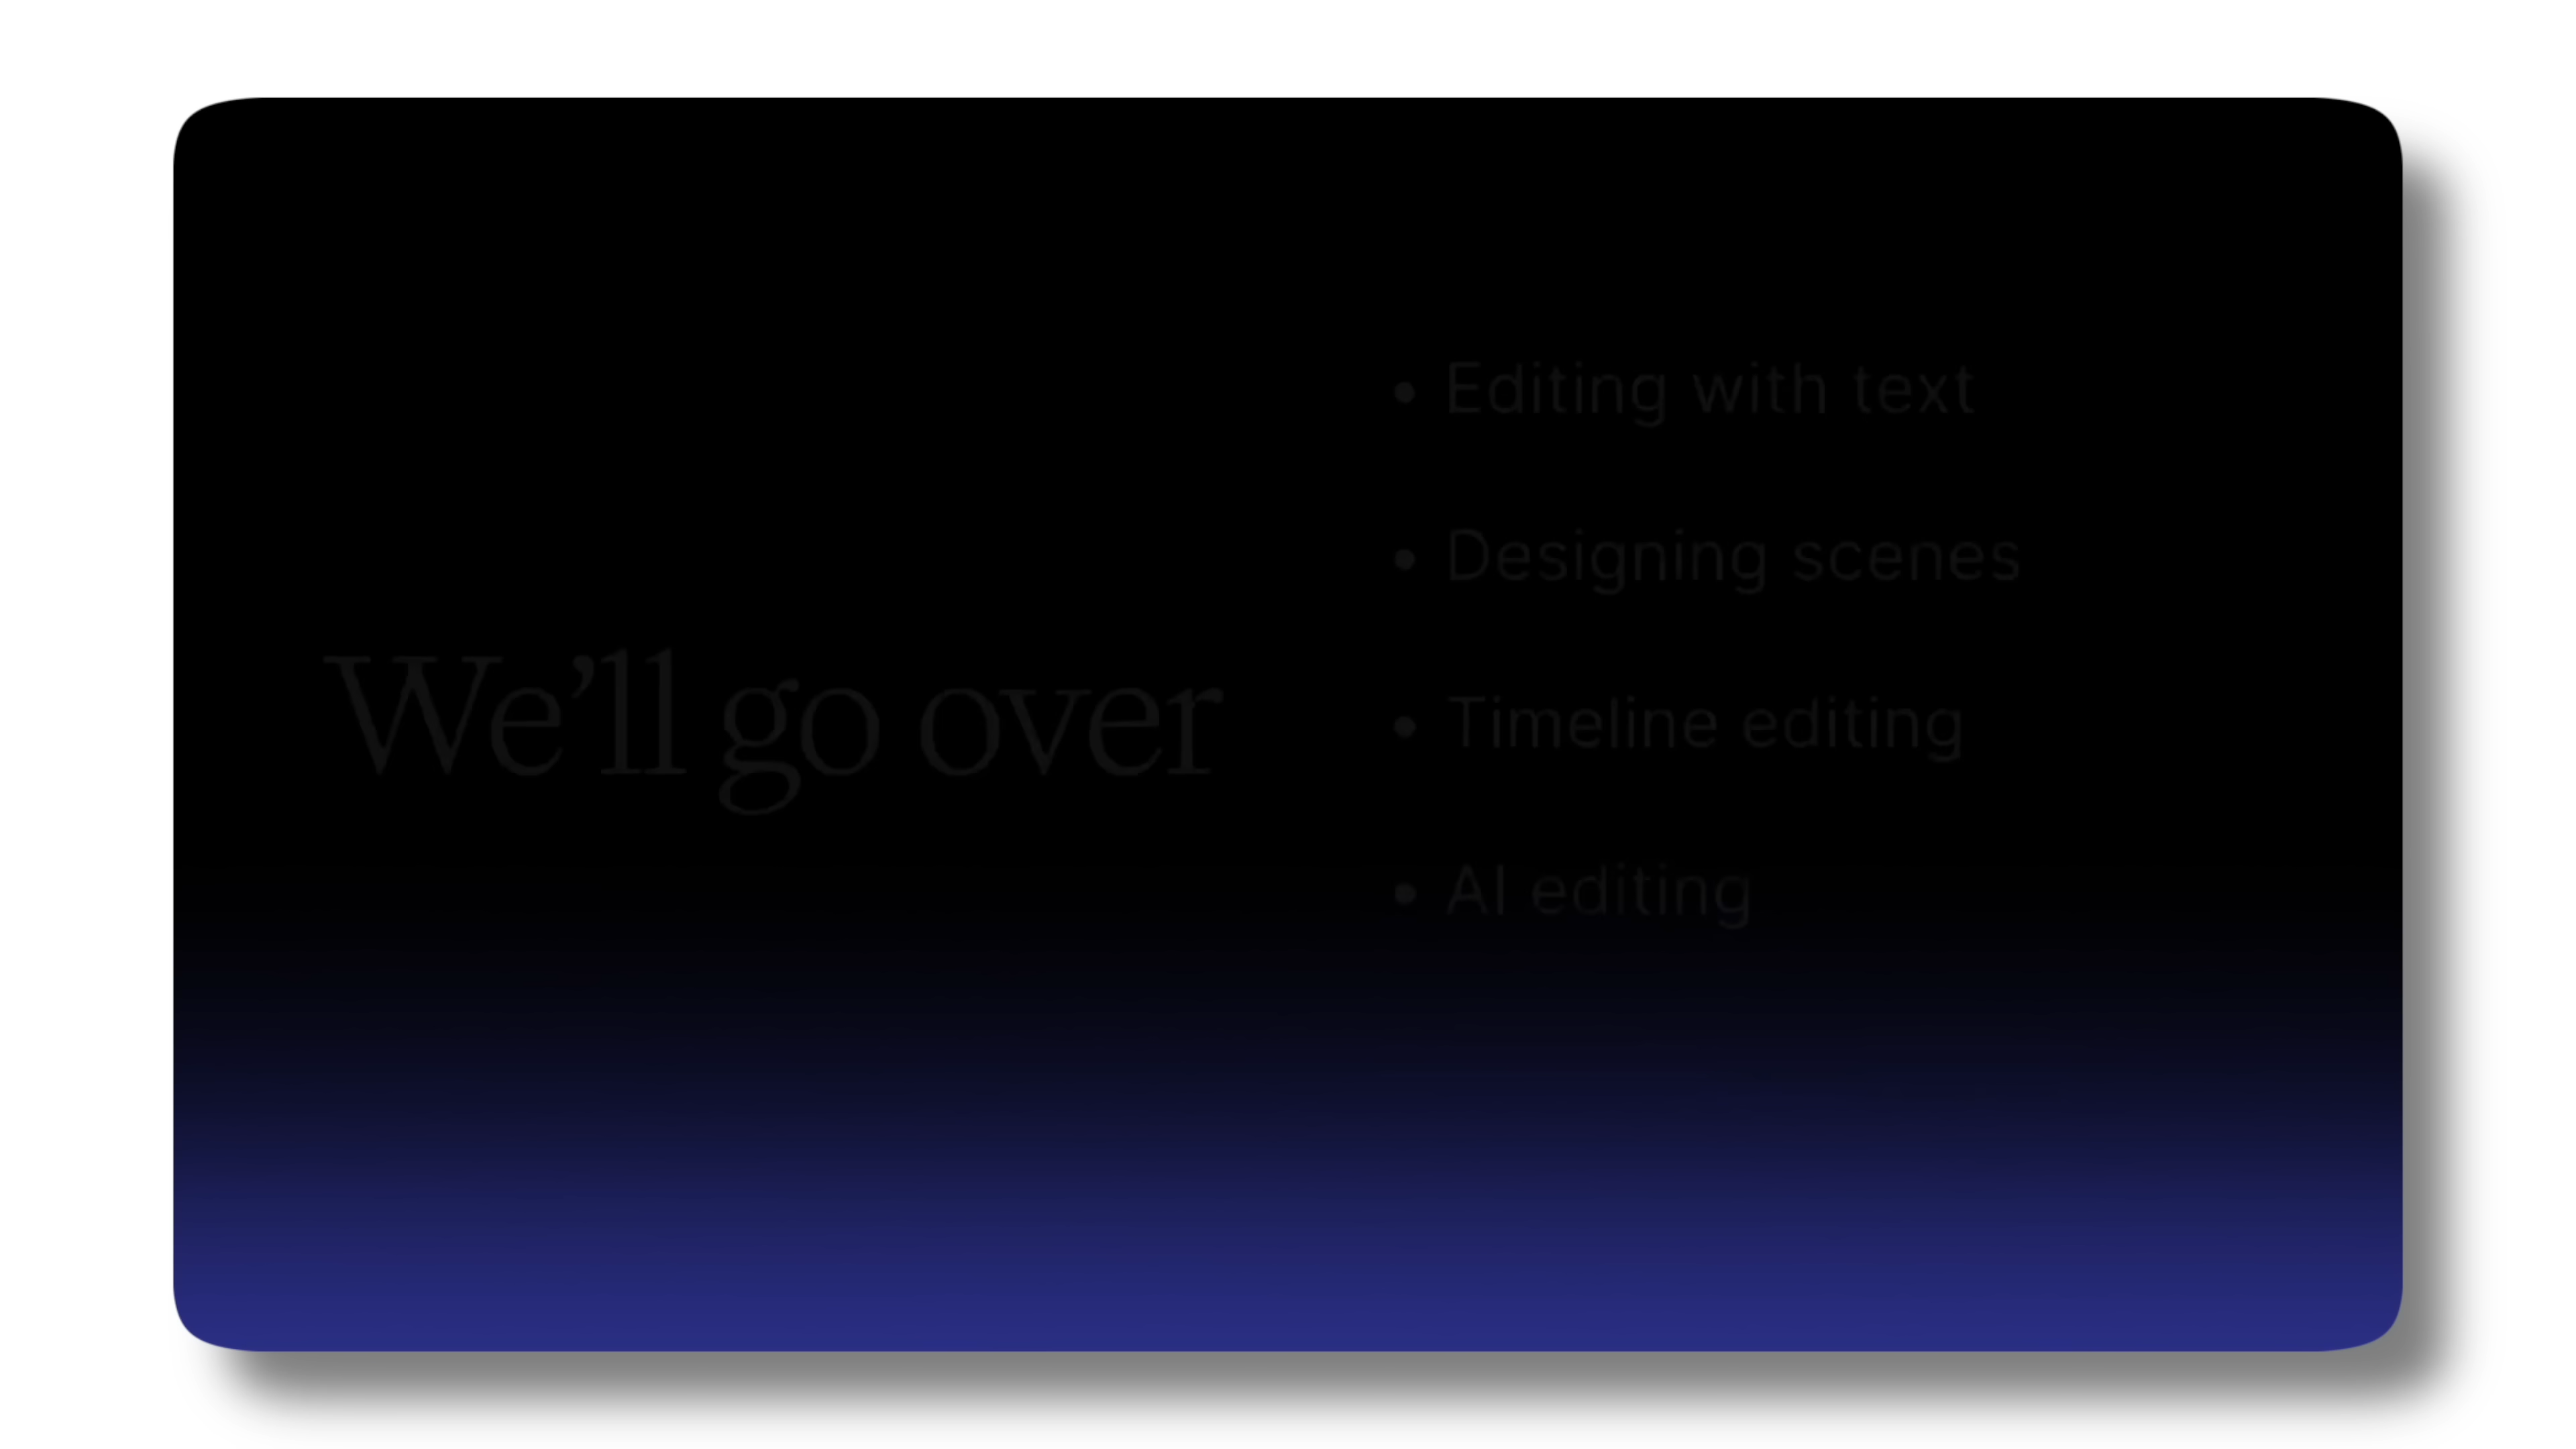 We’ll go over
• Editing with text
• Designing scenes
• Timeline editing
• AI editing